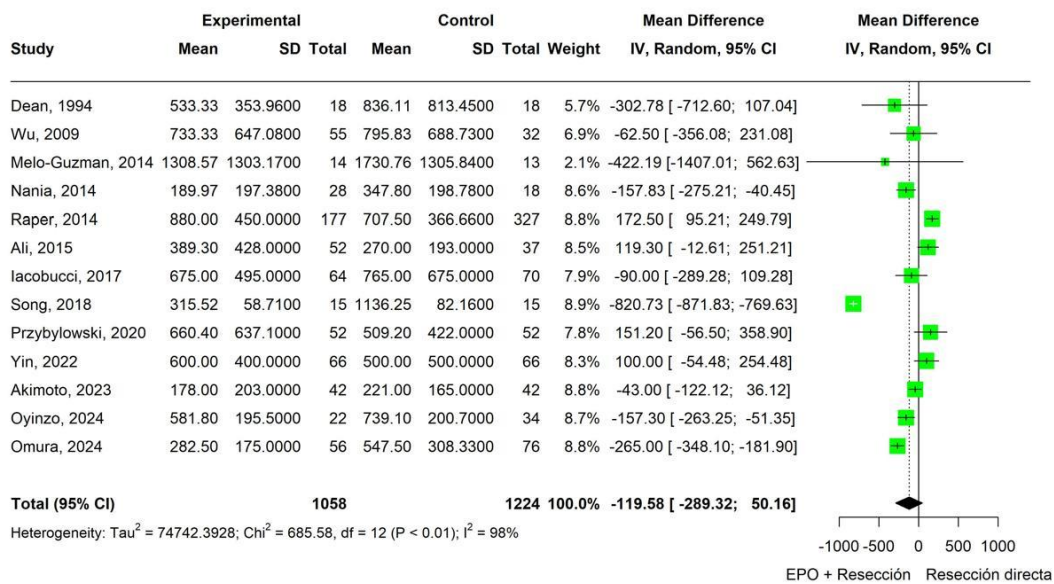 Experimental Control Mean Difference Mean Difference
Study Mean SD Total Mean SD Total Weight IV, Random, 95% CI IV, Random, 95% CI
Dean, 1994 533.33 353.9600 18 836.11 813.4500 18 5.7% -302.78 [ -712.60; 107.04]
Wu, 2009 733.33 647.0800 55 795.83 688.7300 32 6.9% -62.50 [ -356.08; 231.08]
Melo-Guzman, 2014 1308.57 1303.1700 14 1730.76 1305.8400 13 2.1% -422.19 [-1407.01; 562.63]
Nania, 2014 189.97 197.3800 28 347.80 198.7800 18 8.6% -157.83 [ -275.21; -40.45]
Raper, 2014 880.00 450.0000 177 707.50 366.6600 327 8.8% 172.50 [ 95.21; 249.79]
Ali, 2015 389.30 428.0000 52 270.00 193.0000 37 8.5% 119.30 [ -12.61; 251.21]
Iacobucci, 2017 675.00 495.0000 64 765.00 675.0000 70 7.9% -90.00 [ -289.28; 109.28]
Song, 2018 315.52 58.7100 15 1136.25 82.1600 15 8.9% -820.73 [ -871.83; -769.63]
Przybylowski, 2020 660.40 637.1000 52 509.20 422.0000 52 7.8% 151.20 [ -56.50; 358.90]
Yin, 2022 600.00 400.0000 66 500.00 500.0000 66 8.3% 100.00 [ -54.48; 254.48]
Akimoto, 2023 178.00 203.0000 42 221.00 165.0000 42 8.8% -43.00 [ -122.12; 36.12]
Oyinzo, 2024 581.80 195.5000 22 739.10 200.7000 34 8.7% -157.30 [ -263.25; -51.35]
Omura, 2024 282.50 175.0000 56 547.50 308.3300 76 8.8% -265.00 [ -348.10; -181.90]
Total (95% CI) 1058 1224 100.0% -119.58 [ -289.32; 50.16]
Heterogeneity: Tau² = 74742.3928; Chi² = 685.58, df = 12 (P < 0.01); I² = 98%
-1000 -500 0 500 1000
EPO + Resección Resección directa